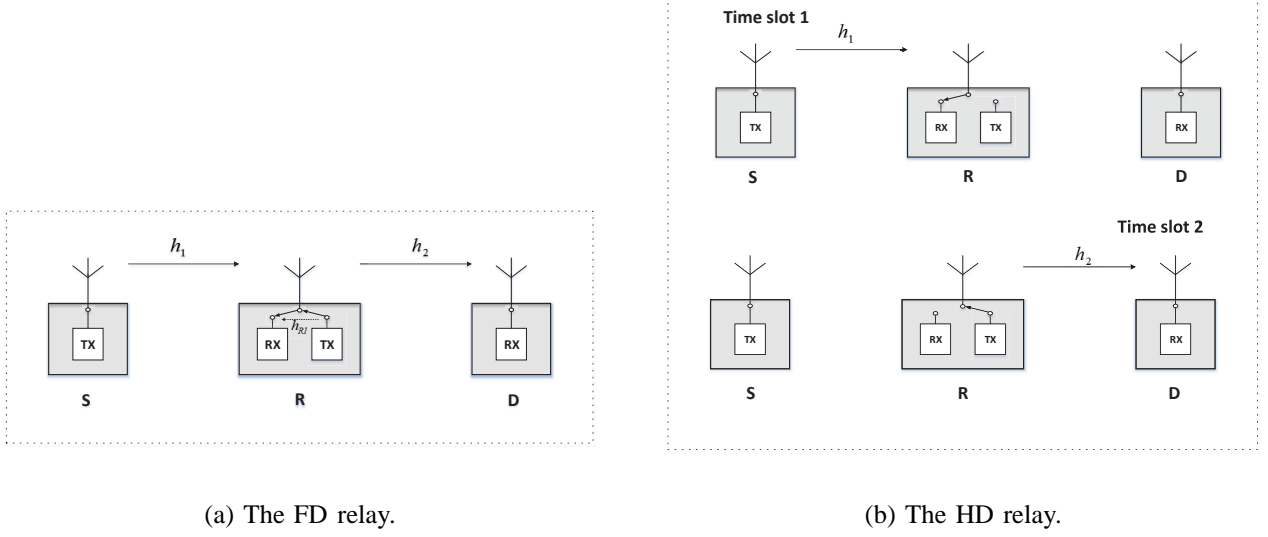 h1
h2
hRI
TX
RX
TX
RX
S
R
D
(a) The FD relay.
Time slot 1
h1
TX
RX
TX
RX
S
R
D
Time slot 2
h2
TX
RX
TX
RX
S
R
D
(b) The HD relay.